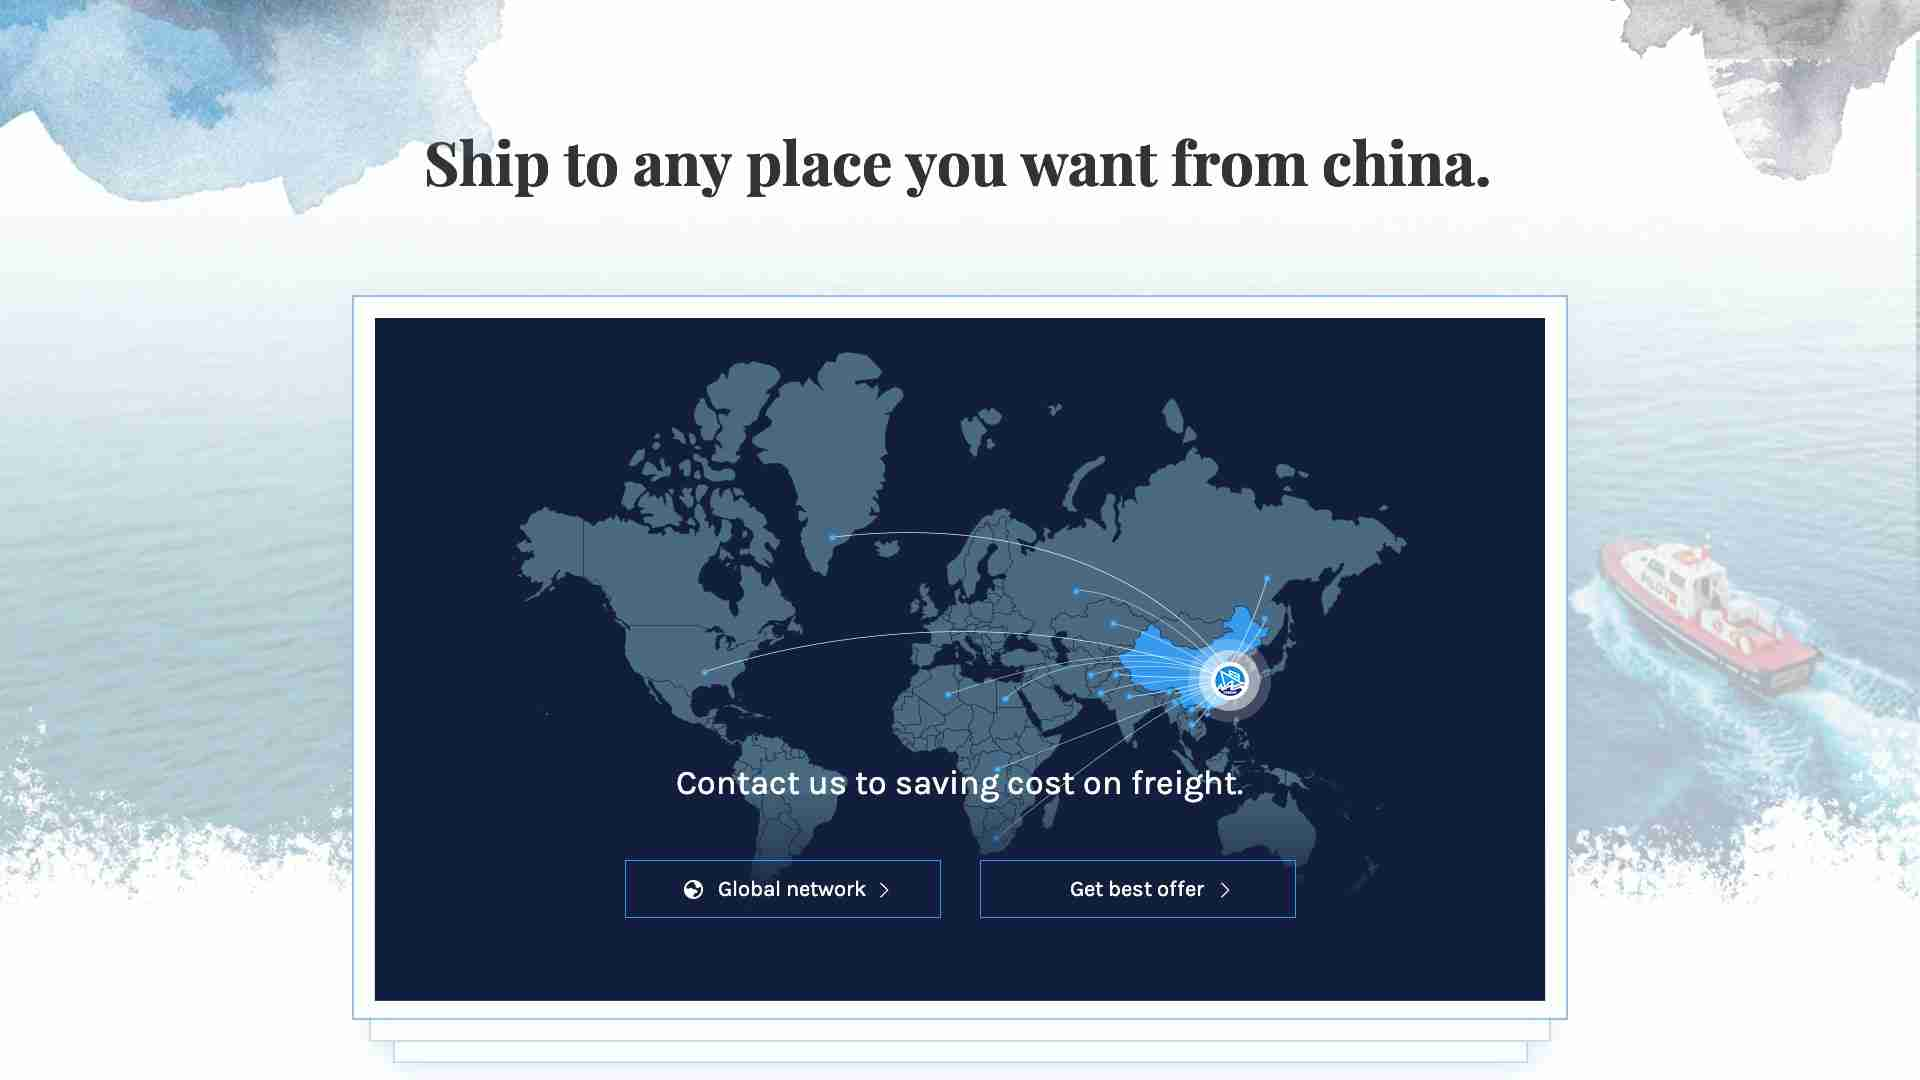 Ship to any place you want from china.
PILOT
Contact us to saving cost on freight.
Global network
Get best offer